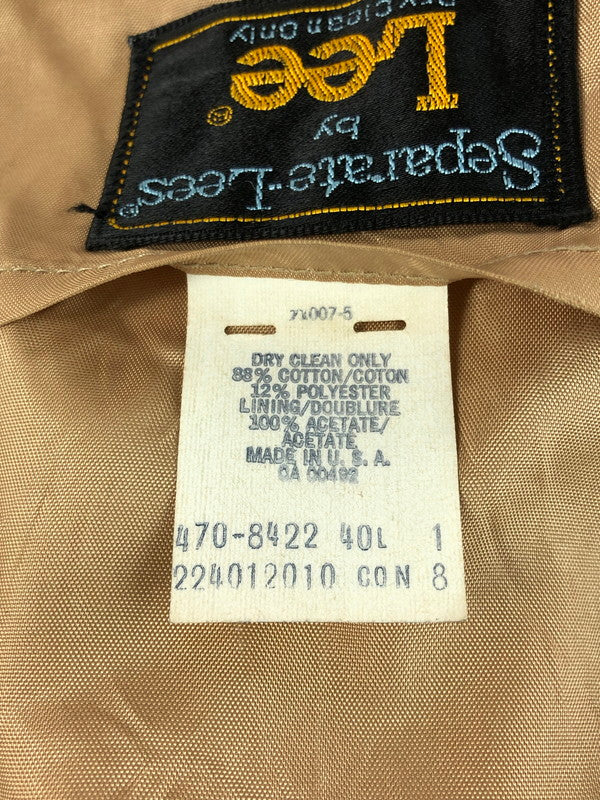 Separate-Lees®
by
Lee®
Dry Clean Only
DRY CLEAN ONLY
88% COTTON/COTON
12% POLYESTER
LINING/DOUBLURE
100% ACETATE/
ACETATE
MADE IN U. S. A.
CA 00492
470-8422 40L 1
224012010 CON 8